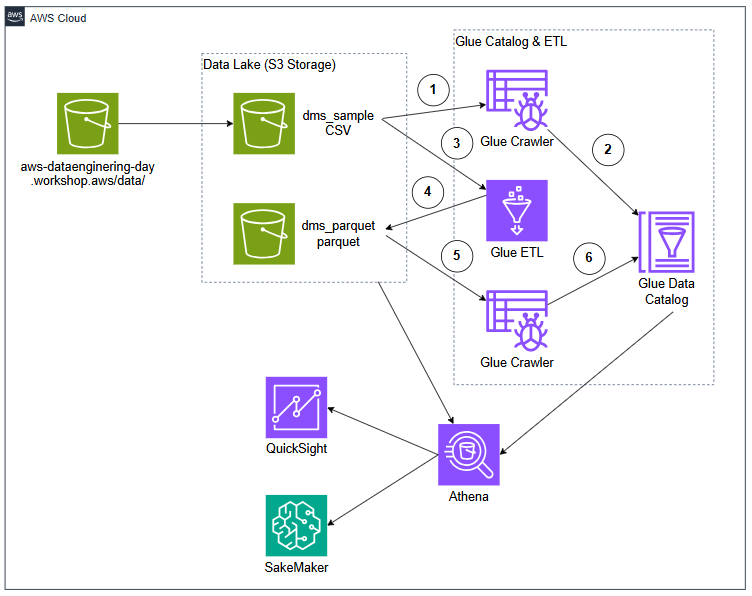 aws
AWS Cloud
Glue Catalog & ETL
Data Lake (S3 Storage)
1
dms_sample
CSV
Glue Crawler
2
3
aws-dataenginering-day
.workshop.aws/data/
4
dms_parquet
parquet
Glue ETL
5
6
Glue Data
Catalog
Glue Crawler
QuickSight
Athena
SakeMaker